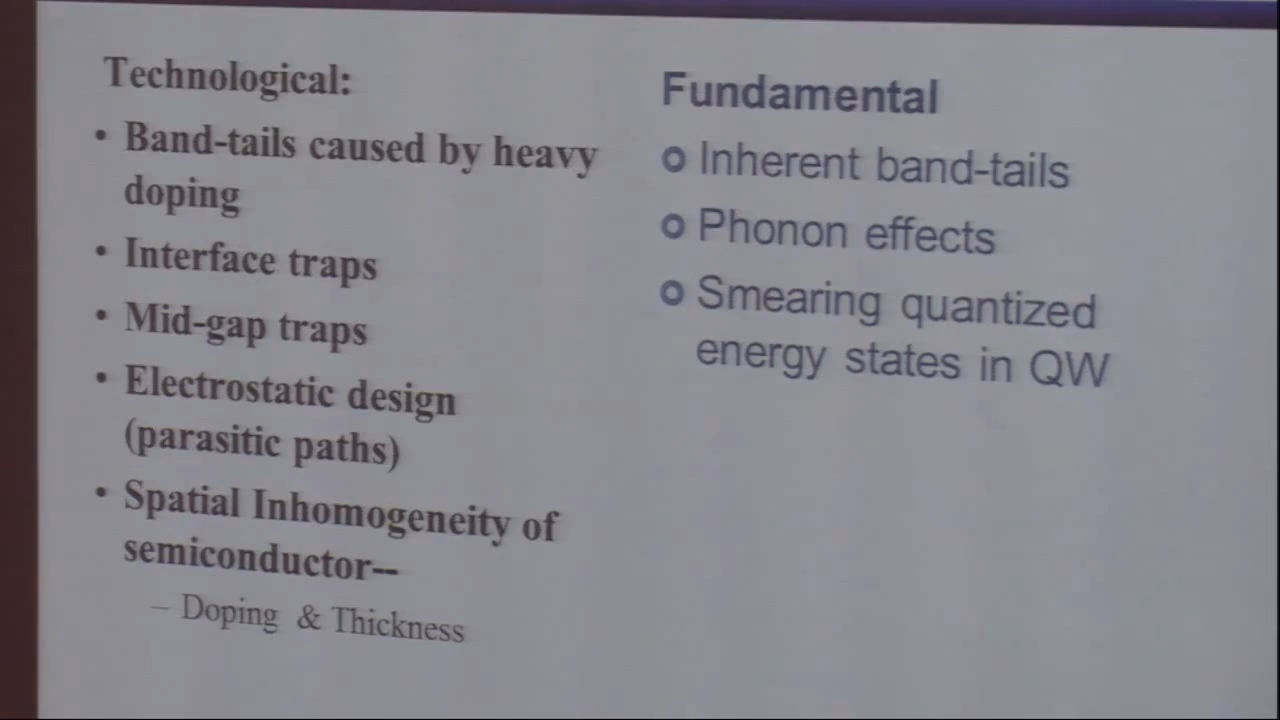 Technological:
• Band-tails caused by heavy
doping
• Interface traps
• Mid-gap traps
• Electrostatic design
(parasitic paths)
• Spatial Inhomogeneity of
semiconductor--
– Doping & Thickness
Fundamental
Inherent band-tails
Phonon effects
Smearing quantized
energy states in QW